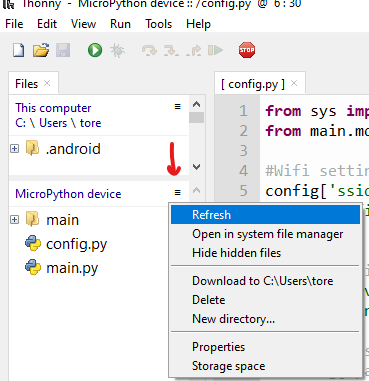 Thonny - MicroPython device :: /config.py @ 6 : 30
File Edit View Run Tools Help
STOP
Files
[ config.py ]
This computer
C: \ Users \ tore
.android
MicroPython device
main
config.py
main.py
Refresh
Open in system file manager
Hide hidden files
Download to C:\Users\tore
Delete
New directory...
Properties
Storage space
1 from sys imp
2 from main.mo
3
4 #Wifi settin
5 config['ssid